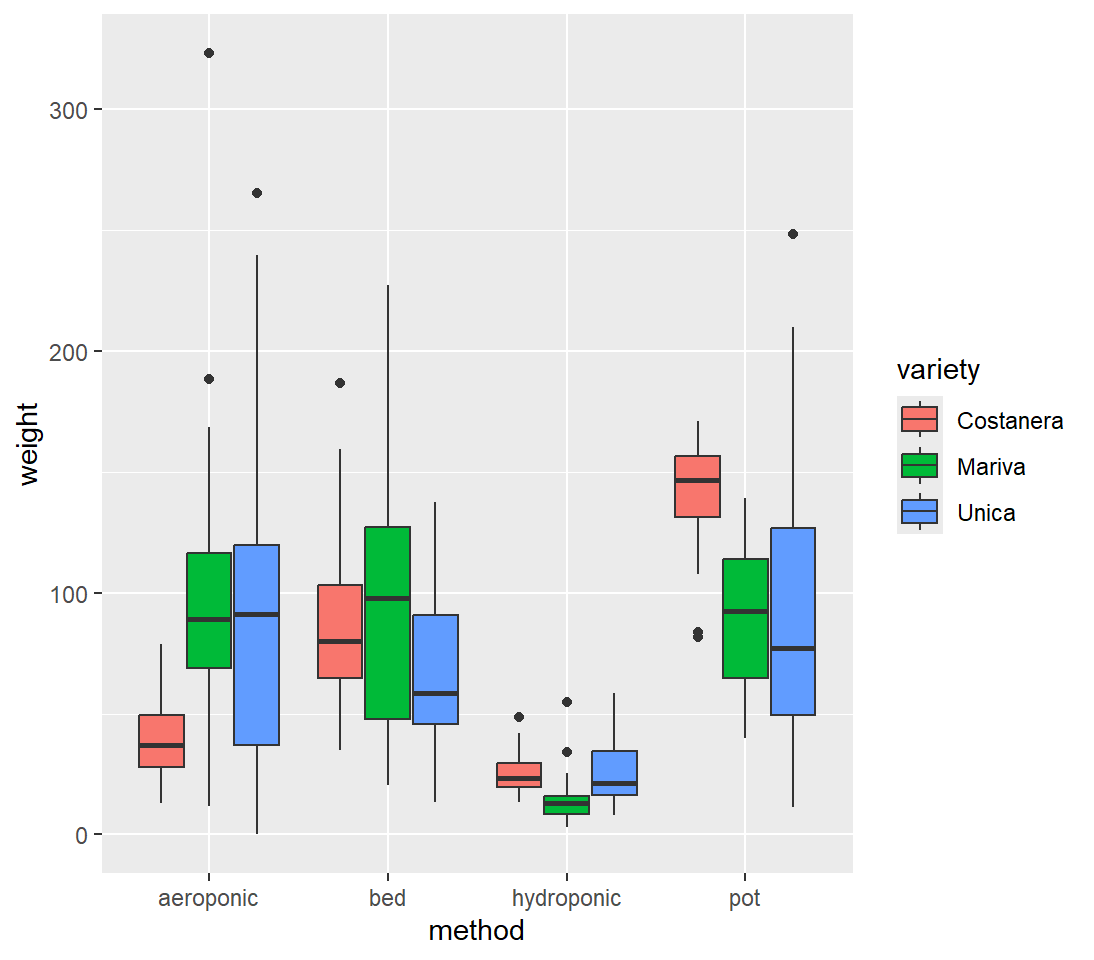 300
200
100
0
weight
aeroponic
bed
hydroponic
pot
method
variety
Costanera
Mariva
Unica